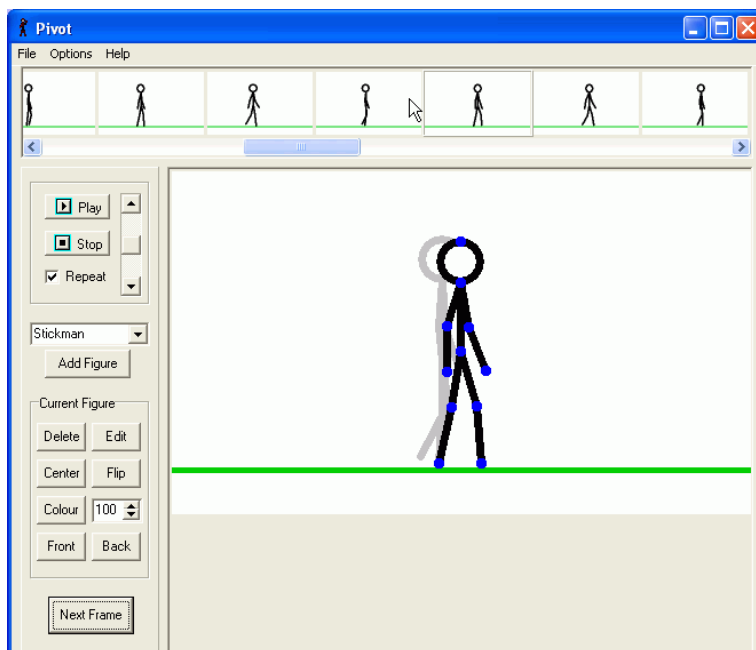 Pivot
File Options Help
Play
Stop
Repeat
Stickman
Add Figure
Current Figure
Delete Edit
Center Flip
Colour 100
Front Back
Next Frame